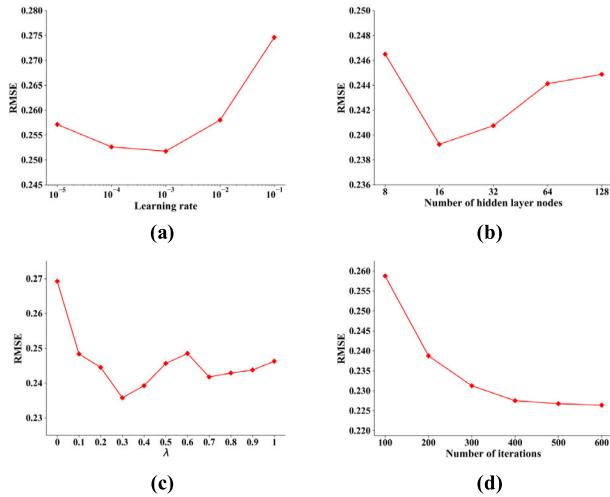 0.280
0.275
0.270
0.265
0.260
0.255
0.250
0.245
RMSE
10⁻⁵ 10⁻⁴ 10⁻³ 10⁻² 10⁻¹
Learning rate
(a)
0.250
0.248
0.246
0.244
0.242
0.240
0.238
0.236
RMSE
8 16 32 64 128
Number of hidden layer nodes
(b)
0.27
0.26
0.25
0.24
0.23
RMSE
0 0.1 0.2 0.3 0.4 0.5 0.6 0.7 0.8 0.9 1
λ
(c)
0.260
0.255
0.250
0.245
0.240
0.235
0.230
0.225
0.220
RMSE
100 200 300 400 500 600
Number of iterations
(d)